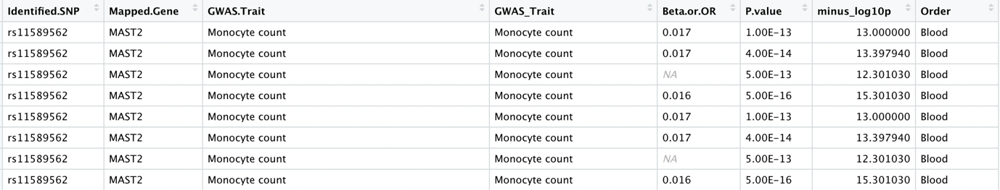 Identified.SNP Mapped.Gene GWAS.Trait GWAS_Trait Beta.or.OR P.value minus_log10p Order
rs11589562 MAST2 Monocyte count Monocyte count 0.017 1.00E-13 13.000000 Blood
rs11589562 MAST2 Monocyte count Monocyte count 0.017 4.00E-14 13.397940 Blood
rs11589562 MAST2 Monocyte count Monocyte count NA 5.00E-13 12.301030 Blood
rs11589562 MAST2 Monocyte count Monocyte count 0.016 5.00E-16 15.301030 Blood
rs11589562 MAST2 Monocyte count Monocyte count 0.017 1.00E-13 13.000000 Blood
rs11589562 MAST2 Monocyte count Monocyte count 0.017 4.00E-14 13.397940 Blood
rs11589562 MAST2 Monocyte count Monocyte count NA 5.00E-13 12.301030 Blood
rs11589562 MAST2 Monocyte count Monocyte count 0.016 5.00E-16 15.301030 Blood